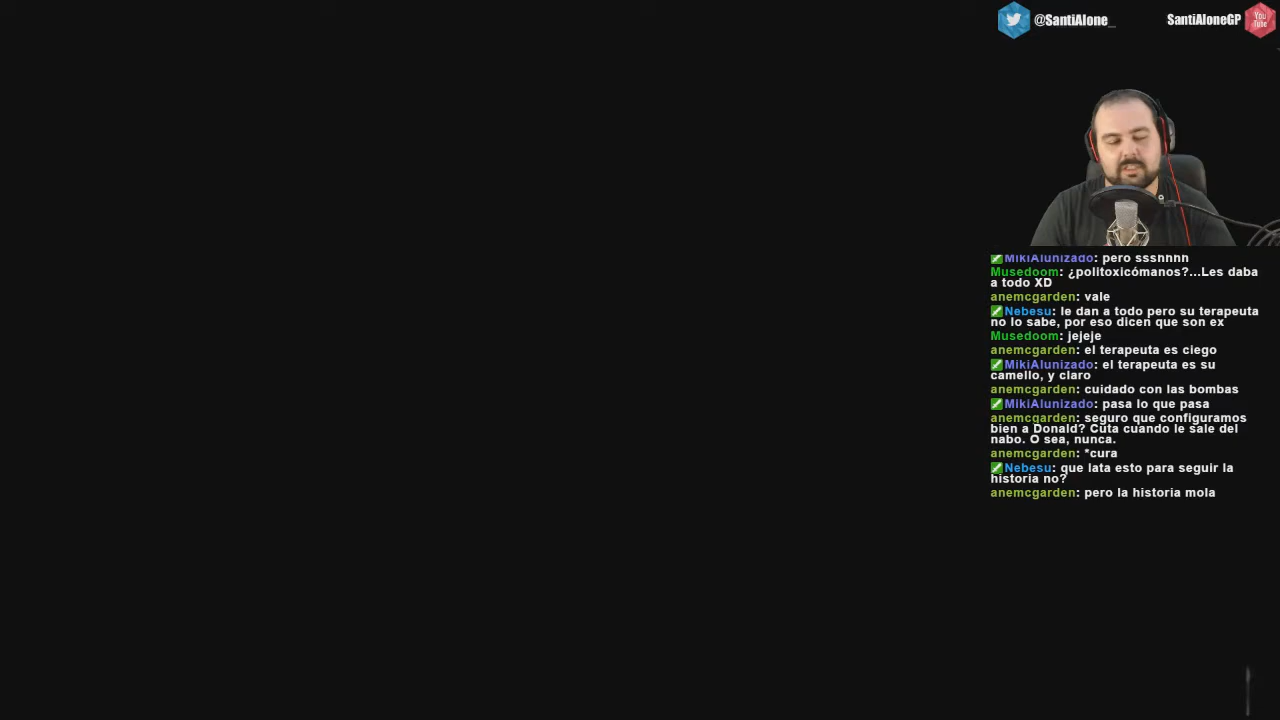 @SantiAlone_
SantiAloneGP
You
Tube
MikiAlunizado: pero ssshhhh
Musedoom: ¿politoxicómanos?...Les daba
a todo XD
anemcgarden: vale
Nebesu: le dan a todo pero su terapeuta
no lo sabe, por eso dicen que son ex
Musedoom: jejeje
anemcgarden: el terapeuta es ciego
MikiAlunizado: el terapeuta es su
camello, y claro
anemcgarden: cuidado con las bombas
MikiAlunizado: pasa lo que pasa
anemcgarden: seguro que configuramos
bien a Donald? Cuta cuando le sale del
nabo. O sea, nunca.
anemcgarden: *cura
Nebesu: que lata esto para seguir la
historia no?
anemcgarden: pero la historia mola